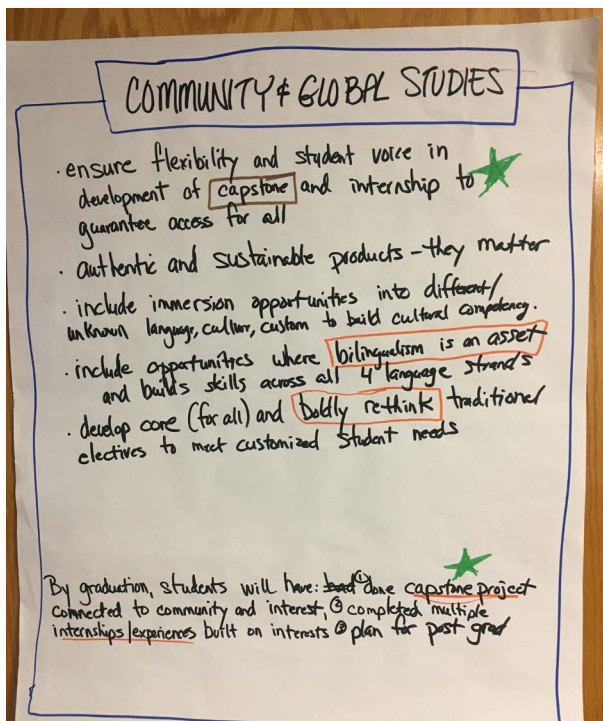 COMMUNITY & GLOBAL STUDIES
· ensure flexibility and student voice in
development of capstone and internship to
guarantee access for all
· authentic and sustainable products - they matter
· include immersion opportunities into different/
unknown language, culture, custom to build cultural competency.
· include opportunities where bilingualism is an asset
and builds skills across all 4 language strands
· develop core (for all) and boldly re-think traditional
electives to meet customized student needs
By graduation, students will have: ① done capstone project
connected to community and interest, ② completed multiple
internships/experiences built on interests ③ plan for post grad